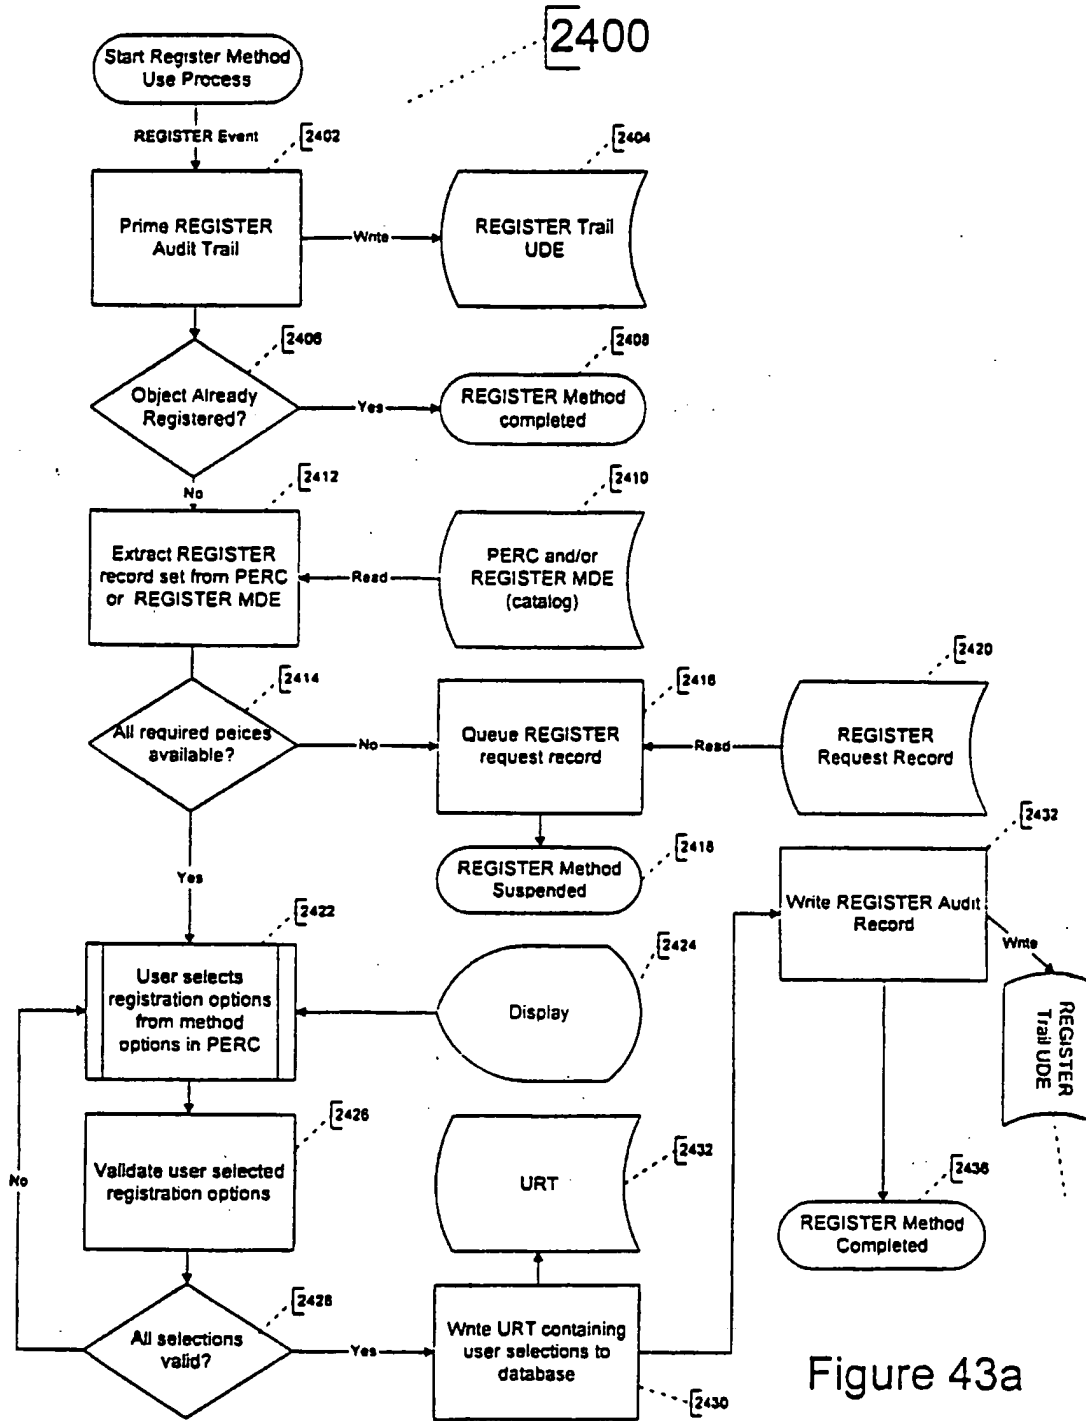 2400
Start Register Method
Use Process
REGISTER Event
2402
2404
Prime REGISTER
Audit Trail
Write
REGISTER Trail
UDE
2406
2408
Object Already
Registered?
Yes
REGISTER Method
completed
No
2412
2410
Extract REGISTER
record set from PERC
or REGISTER MDE
Read
PERC and/or
REGISTER MDE
(catalog)
2414
2416
2420
All required peices
available?
No
Queue REGISTER
request record
Read
REGISTER
Request Record
2418
REGISTER Method
Suspended
2432
Write REGISTER Audit
Record
Write
REGISTER
Trail UDE
Yes
2422
2424
User selects
registration options
from method
options in PERC
Display
2426
2432
Validate user selected
registration options
URT
No
2436
REGISTER Method
Completed
2428
All selections
valid?
Yes
Write URT containing
user selections to
database
2430
Figure 43a